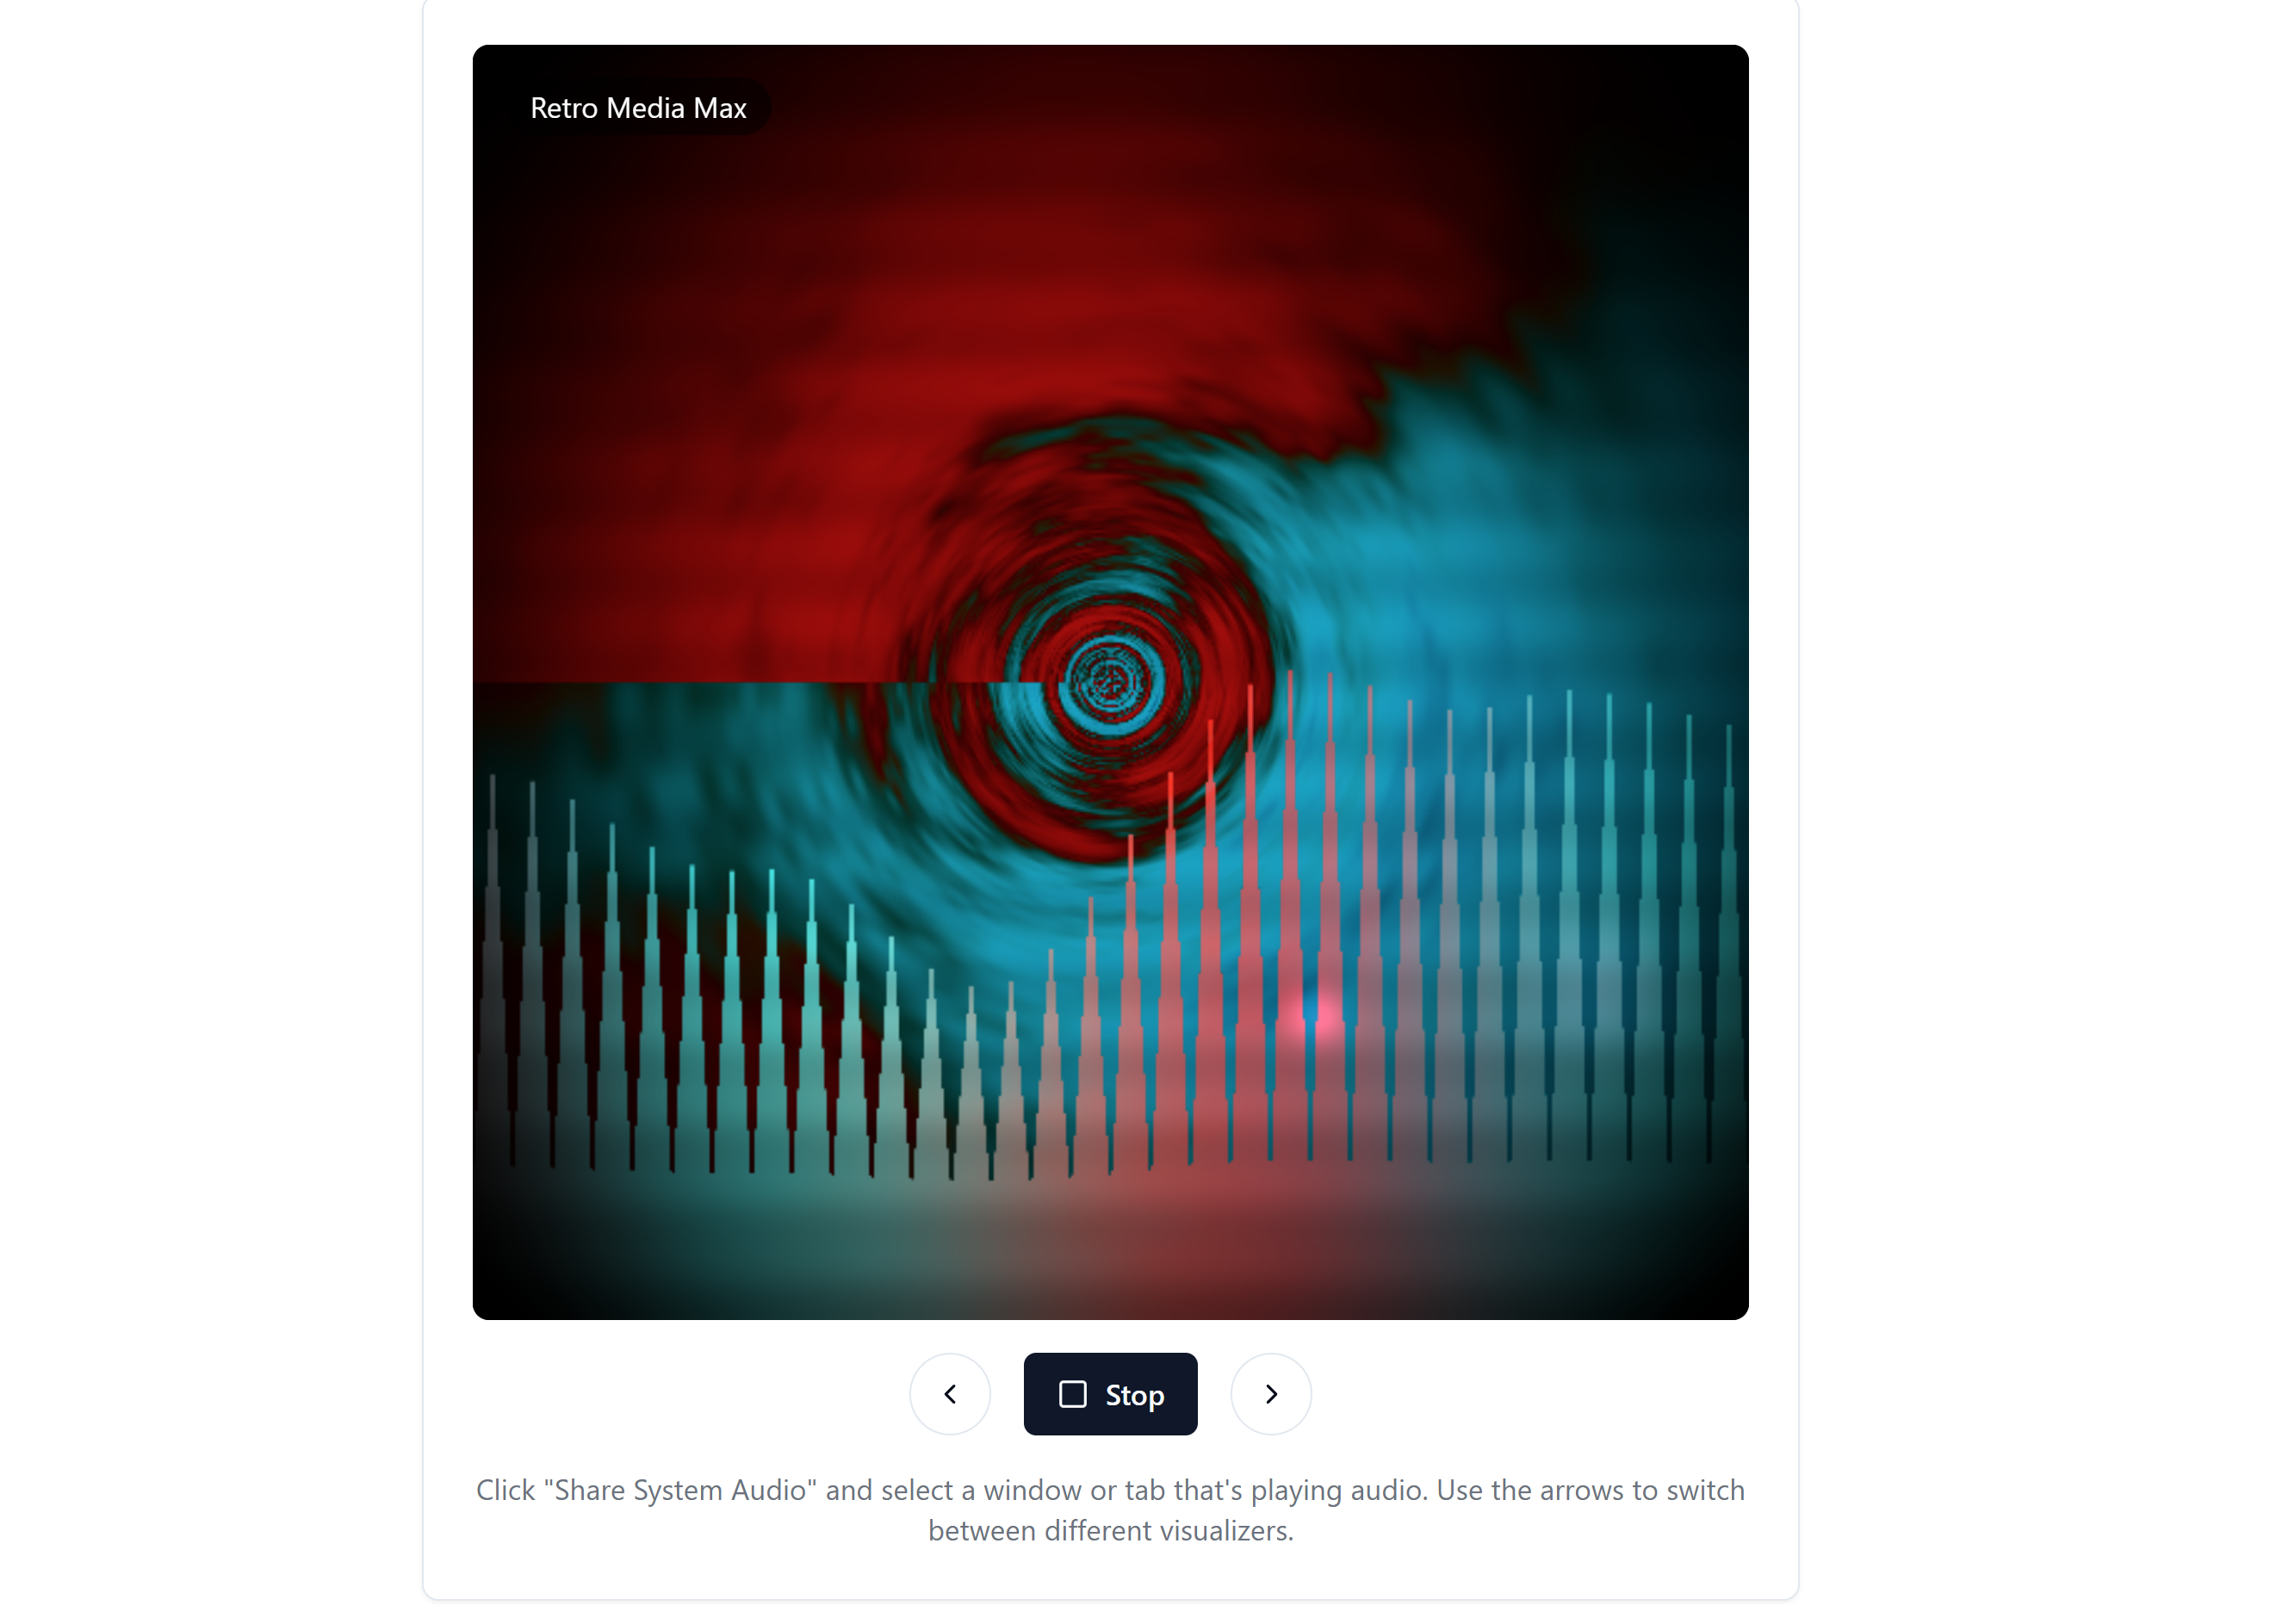 Retro Media Max
Stop
Click "Share System Audio" and select a window or tab that's playing audio. Use the arrows to switch
between different visualizers.